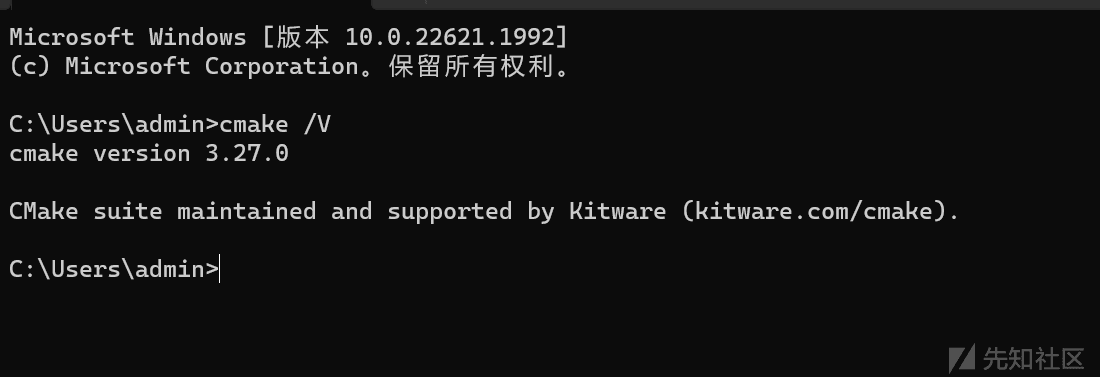 Microsoft Windows [版本 10.0.22621.1992]
(c) Microsoft Corporation。保留所有权利。
C:\Users\admin>cmake /V
cmake version 3.27.0
CMake suite maintained and supported by Kitware (kitware.com/cmake).
C:\Users\admin>
先知社区